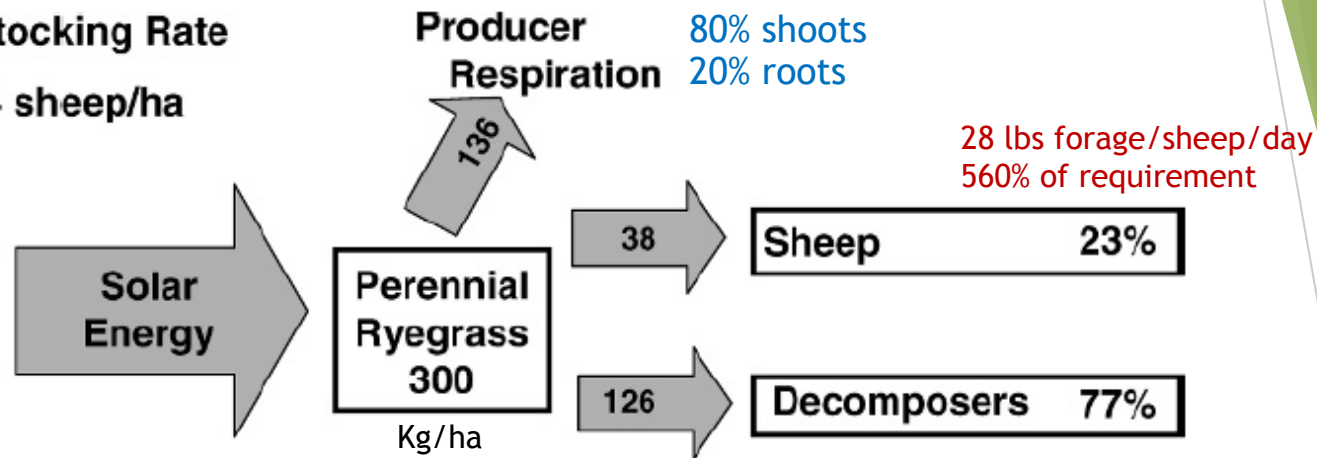 tocking Rate
sheep/ha
Producer
Respiration
80% shoots
20% roots
28 lbs forage/sheep/day
560% of requirement
136
Solar
Energy
Perennial
Ryegrass
300
Kg/ha
38
Sheep 23%
126
Decomposers 77%